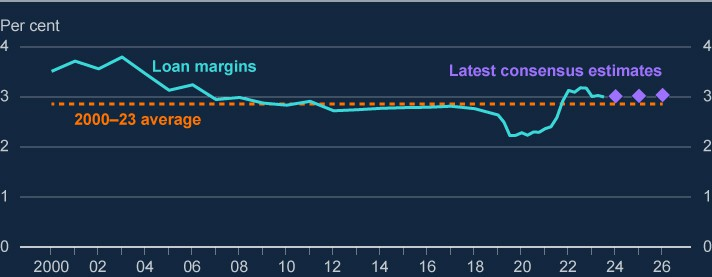 Per cent
4 4
Loan margins
Latest consensus estimates
3 3
2000–23 average
2 2
1 1
0 0
2000 02 04 06 08 10 12 14 16 18 20 22 24 26